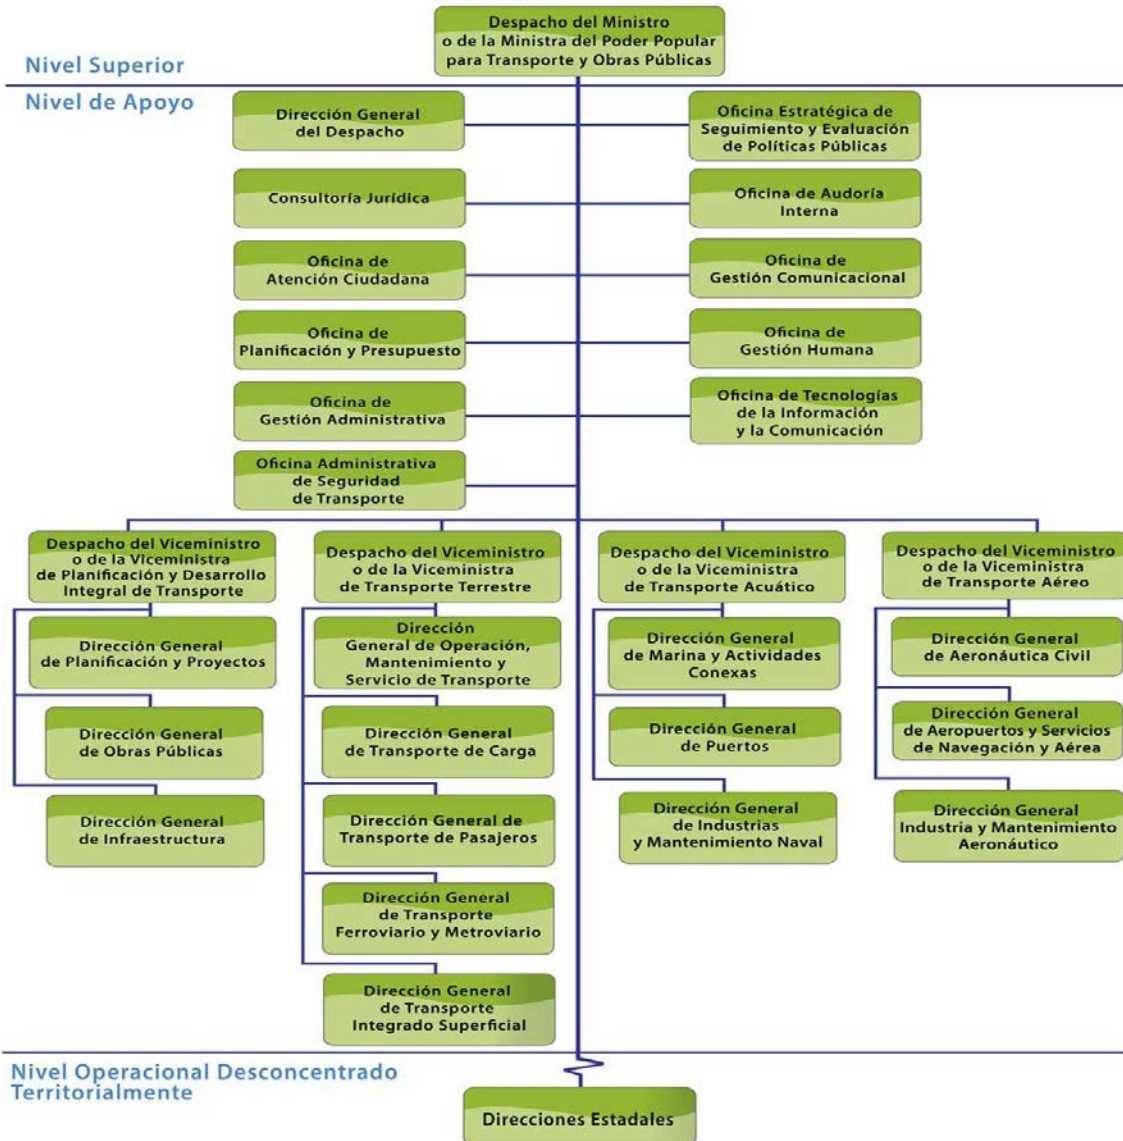 Despacho del Ministro
o de la Ministra del Poder Popular
para Transporte y Obras Públicas
Nivel Superior
Nivel de Apoyo
Dirección General
del Despacho
Oficina Estratégica de
Seguimiento y Evaluación
de Políticas Públicas
Consultoría Jurídica
Oficina de Audoría
Interna
Oficina de
Atención Ciudadana
Oficina de
Gestión Comunicacional
Oficina de
Planificación y Presupuesto
Oficina de
Gestión Humana
Oficina de
Gestión Administrativa
Oficina de Tecnologías
de la Información
y la Comunicación
Oficina Administrativa
de Seguridad
de Transporte
Despacho del Viceministro
o de la Viceministra
de Planificación y Desarrollo
Integral de Transporte
Dirección General
de Planificación y Proyectos
Dirección General
de Obras Públicas
Dirección General
de Infraestructura
Despacho del Viceministro
o de la Viceministra
de Transporte Terrestre
Dirección
General de Operación,
Mantenimiento y
Servicio de Transporte
Dirección General
de Transporte de Carga
Dirección General de
Transporte de Pasajeros
Dirección General
de Transporte
Ferroviario y Metroviario
Dirección General
de Transporte
Integrado Superficial
Despacho del Viceministro
o de la Viceministra
de Transporte Acuático
Dirección General
de Marina y Actividades
Conexas
Dirección General
de Puertos
Dirección General
de Industrias
y Mantenimiento Naval
Despacho del Viceministro
o de la Viceministra
de Transporte Aéreo
Dirección General
de Aeronáutica Civil
Dirección General
de Aeropuertos y Servicios
de Navegación y Aérea
Dirección General
Industria y Mantenimiento
Aeronáutico
Nivel Operacional Desconcentrado
Territorialmente
Direcciones Estadales